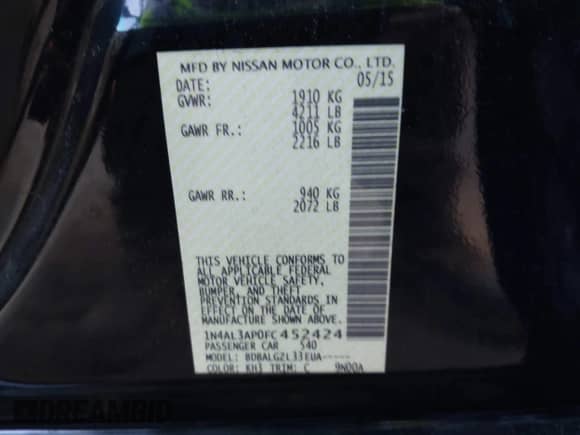 MFD BY NISSAN MOTOR CO., LTD.
DATE: 05/15
GVWR: 1910 KG
4211 LB
GAWR FR.: 1005 KG
2216 LB
GAWR RR.: 940 KG
2072 LB
THIS VEHICLE CONFORMS TO
ALL APPLICABLE FEDERAL
MOTOR VEHICLE SAFETY,
BUMPER, AND THEFT
PREVENTION STANDARDS IN
EFFECT ON THE DATE OF
MANUFACTURE SHOWN ABOVE.
1N4AL3AP0FC452424
PASSENGER CAR 540
MODEL: BDBALG2L33EUA-----
COLOR: KH3 TRIM: C 9N00A
DREAMBID